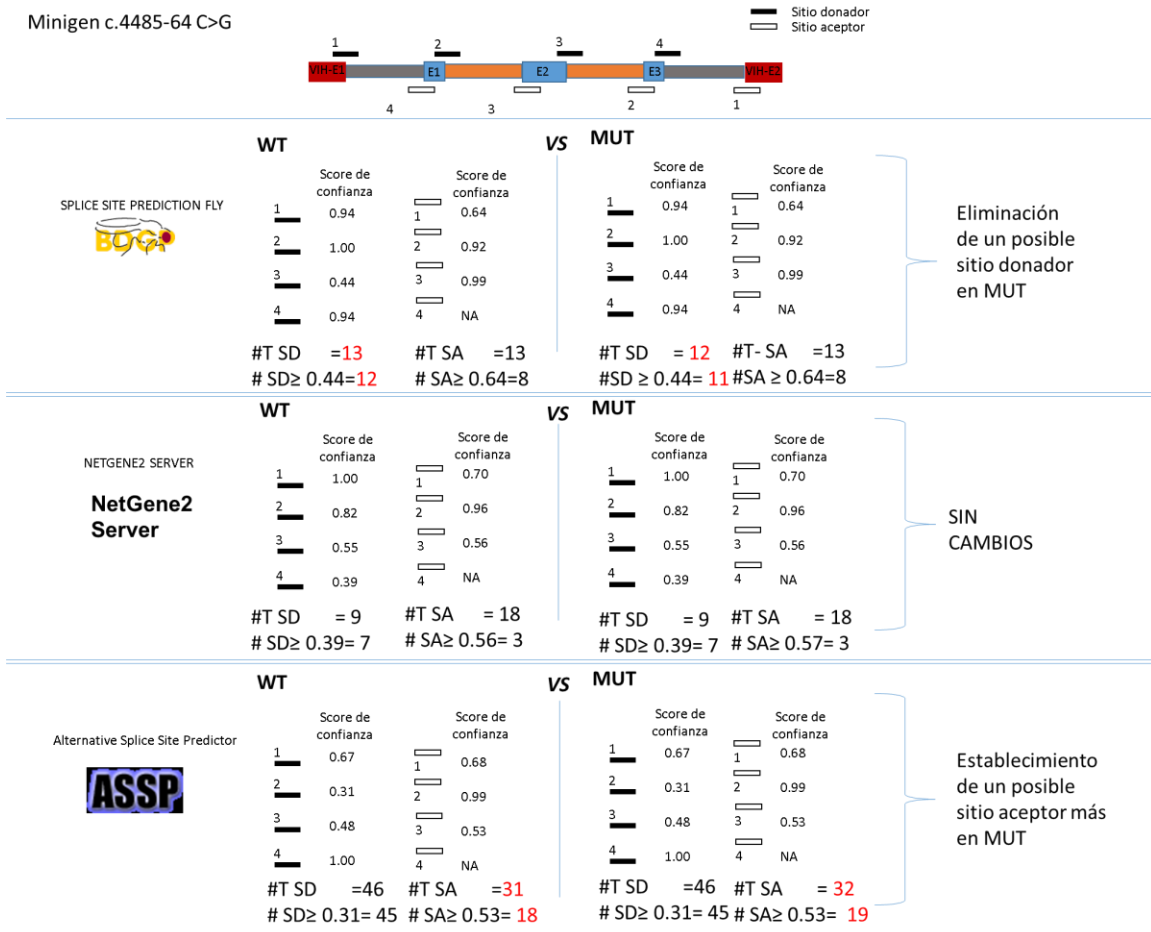 Minigen c.4485-64 C>G
Sitio donador
Sitio aceptor
1 2 3 4
VIH-E1 E1 E2 E3 VIH-E2
4 3 2 1
WT VS MUT
SPLICE SITE PREDICTION FLY
BDGP
Score de confianza Score de confianza Score de confianza Score de confianza
1 0.94 1 0.64 1 0.94 1 0.64
2 1.00 2 0.92 2 1.00 2 0.92
3 0.44 3 0.99 3 0.44 3 0.99
4 0.94 4 NA 4 0.94 4 NA
#T SD =13 #T SA =13 #T SD = 12 #T- SA =13
# SD≥ 0.44=12 # SA≥ 0.64=8 #SD ≥ 0.44= 11 #SA ≥ 0.64=8
Eliminación
de un posible
sitio donador
en MUT
WT VS MUT
NETGENE2 SERVER
NetGene2
Server
Score de confianza Score de confianza Score de confianza Score de confianza
1 1.00 1 0.70 1 1.00 1 0.70
2 0.82 2 0.96 2 0.82 2 0.96
3 0.55 3 0.56 3 0.55 3 0.56
4 0.39 4 NA 4 0.39 4 NA
#T SD = 9 #T SA = 18 #T SD = 9 #T SA = 18
# SD≥ 0.39= 7 # SA≥ 0.56= 3 # SD≥ 0.39= 7 # SA≥ 0.57= 3
SIN
CAMBIOS
WT VS MUT
Alternative Splice Site Predictor
ASSP
Score de confianza Score de confianza Score de confianza Score de confianza
1 0.67 1 0.68 1 0.67 1 0.68
2 0.31 2 0.99 2 0.31 2 0.99
3 0.48 3 0.53 3 0.48 3 0.53
4 1.00 4 NA 4 1.00 4 NA
#T SD =46 #T SA =31 #T SD =46 #T SA = 32
# SD≥ 0.31= 45 # SA≥ 0.53= 18 # SD≥ 0.31= 45 # SA≥0.53= 19
Establecimiento
de un posible
sitio aceptor más
en MUT